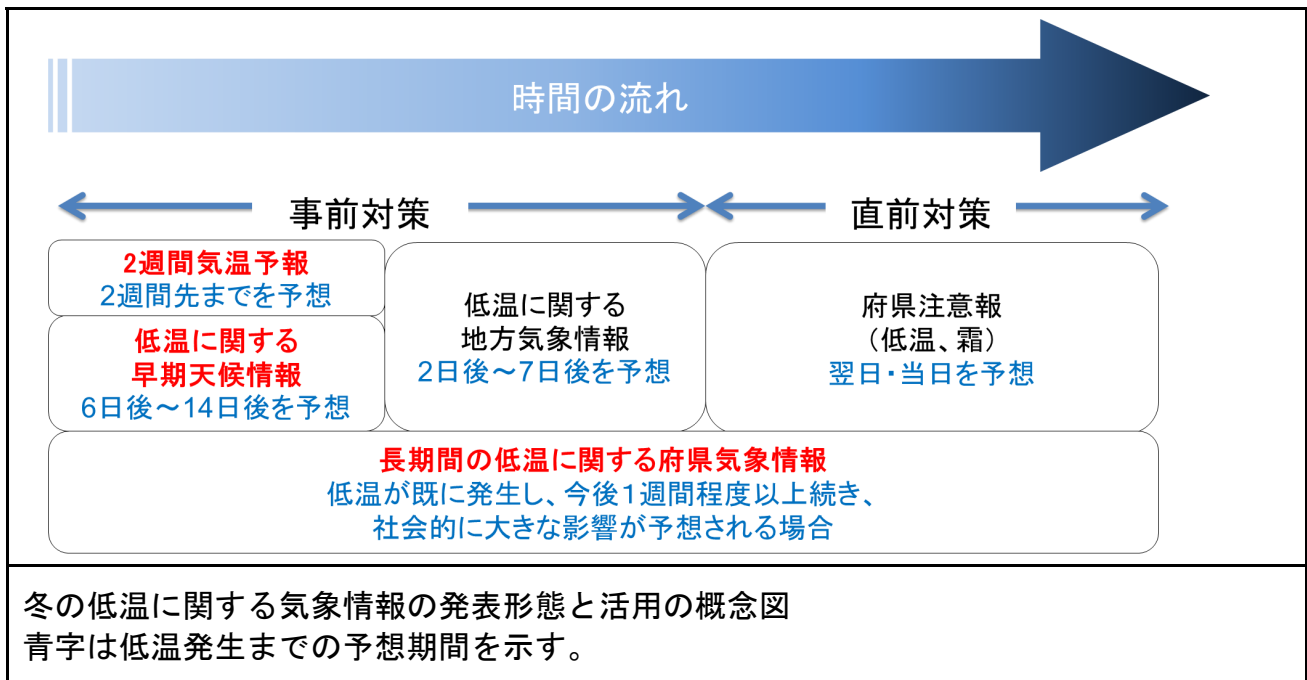 時間の流れ
事前対策
直前対策
2週間気温予報
2週間先までを予想
低温に関する
早期天候情報
6日後～14日後を予想
低温に関する
地方気象情報
2日後～7日後を予想
府県注意報
(低温、霜)
翌日・当日を予想
長期間の低温に関する府県気象情報
低温が既に発生し、今後１週間程度以上続き、
社会的に大きな影響が予想される場合
冬の低温に関する気象情報の発表形態と活用の概念図
青字は低温発生までの予想期間を示す。